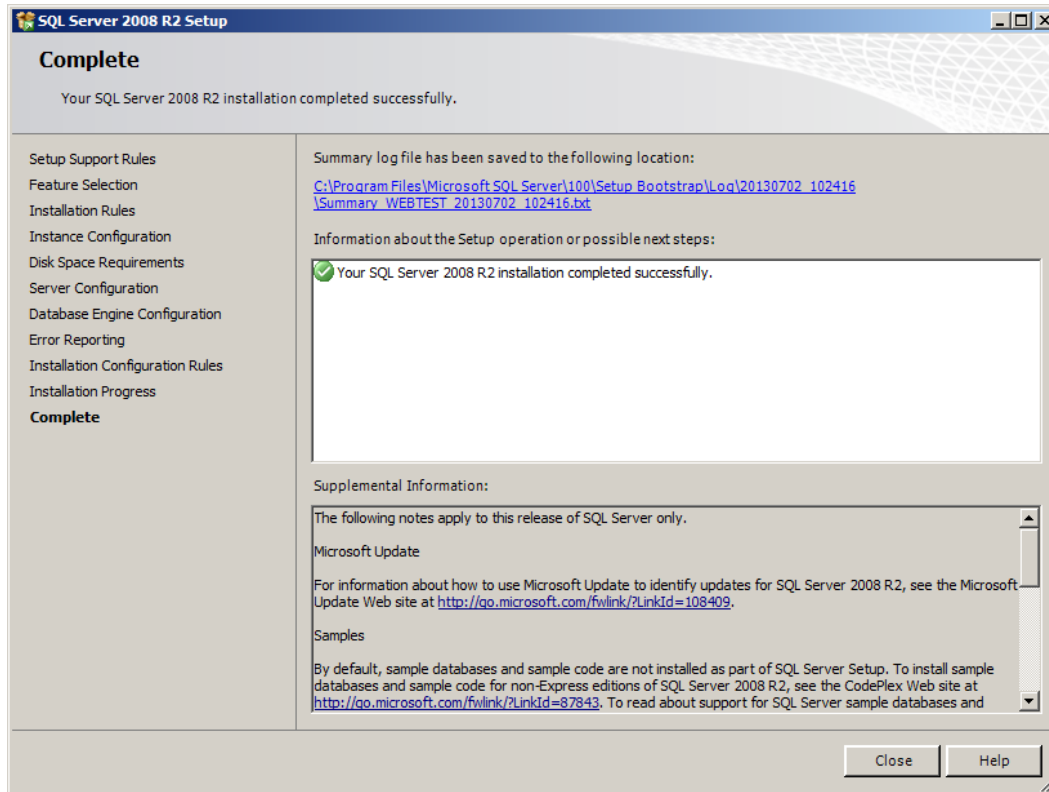 SQL Server 2008 R2 Setup
Complete
Your SQL Server 2008 R2 installation completed successfully.
Setup Support Rules
Feature Selection
Installation Rules
Instance Configuration
Disk Space Requirements
Server Configuration
Database Engine Configuration
Error Reporting
Installation Configuration Rules
Installation Progress
Complete
Summary log file has been saved to the following location:
C:\Program Files\Microsoft SQL Server\100\Setup Bootstrap\Log\20130702_102416
\Summary_WEBTEST_20130702_102416.txt
Information about the Setup operation or possible next steps:
Your SQL Server 2008 R2 installation completed successfully.
Supplemental Information:
The following notes apply to this release of SQL Server only.
Microsoft Update
For information about how to use Microsoft Update to identify updates for SQL Server 2008 R2, see the Microsoft
Update Web site at http://go.microsoft.com/fwlink/?LinkId=108409.
Samples
By default, sample databases and sample code are not installed as part of SQL Server Setup. To install sample
databases and sample code for non-Express editions of SQL Server 2008 R2, see the CodePlex Web site at
http://go.microsoft.com/fwlink/?LinkId=87843. To read about support for SQL Server sample databases and
Close
Help